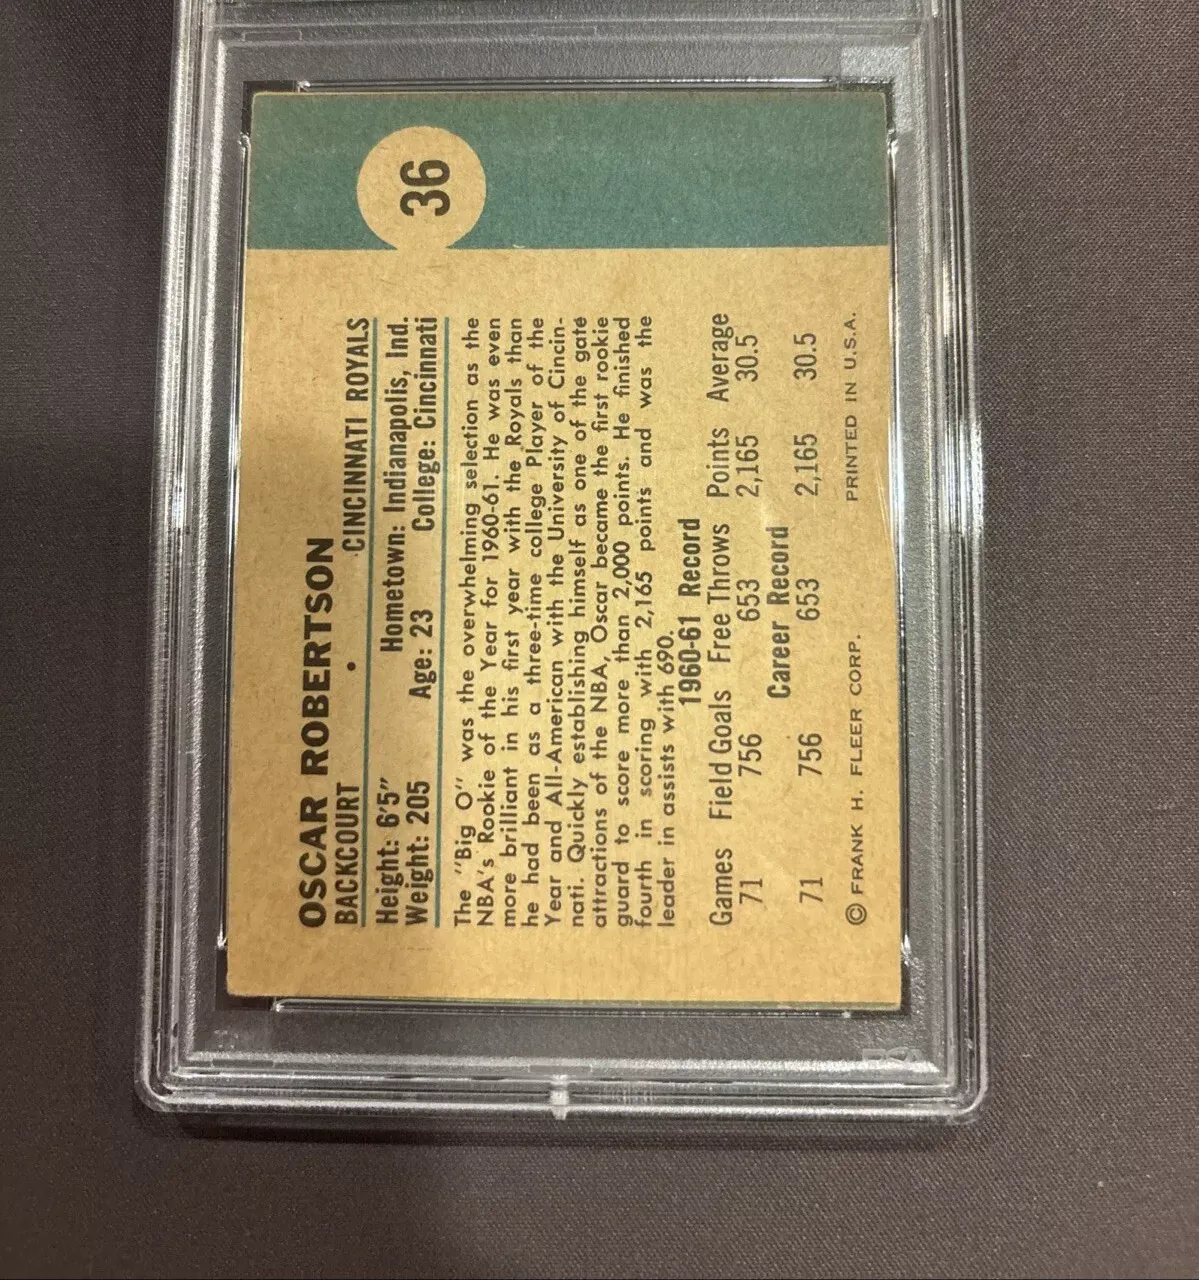 36
OSCAR ROBERTSON
BACKCOURT • CINCINNATI ROYALS
Height: 6'5" Hometown: Indianapolis, Ind.
Weight: 205 Age: 23 College: Cincinnati
The "Big O" was the overwhelming selection as the
NBA's Rookie of the Year for 1960-61. He was even
more brilliant in his first year with the Royals than
he had been as a three-time college Player of the
Year and All-American with the University of Cincin-
nati. Quickly establishing himself as one of the gate
attractions of the NBA, Oscar became the first rookie
guard to score more than 2,000 points. He finished
fourth in scoring with 2,165 points and was the
leader in assists with 690.
1960-61 Record
Games Field Goals Free Throws Points Average
71 756 653 2,165 30.5
Career Record
71 756 653 2,165 30.5
© FRANK H. FLEER CORP. PRINTED IN U.S.A.
PSA